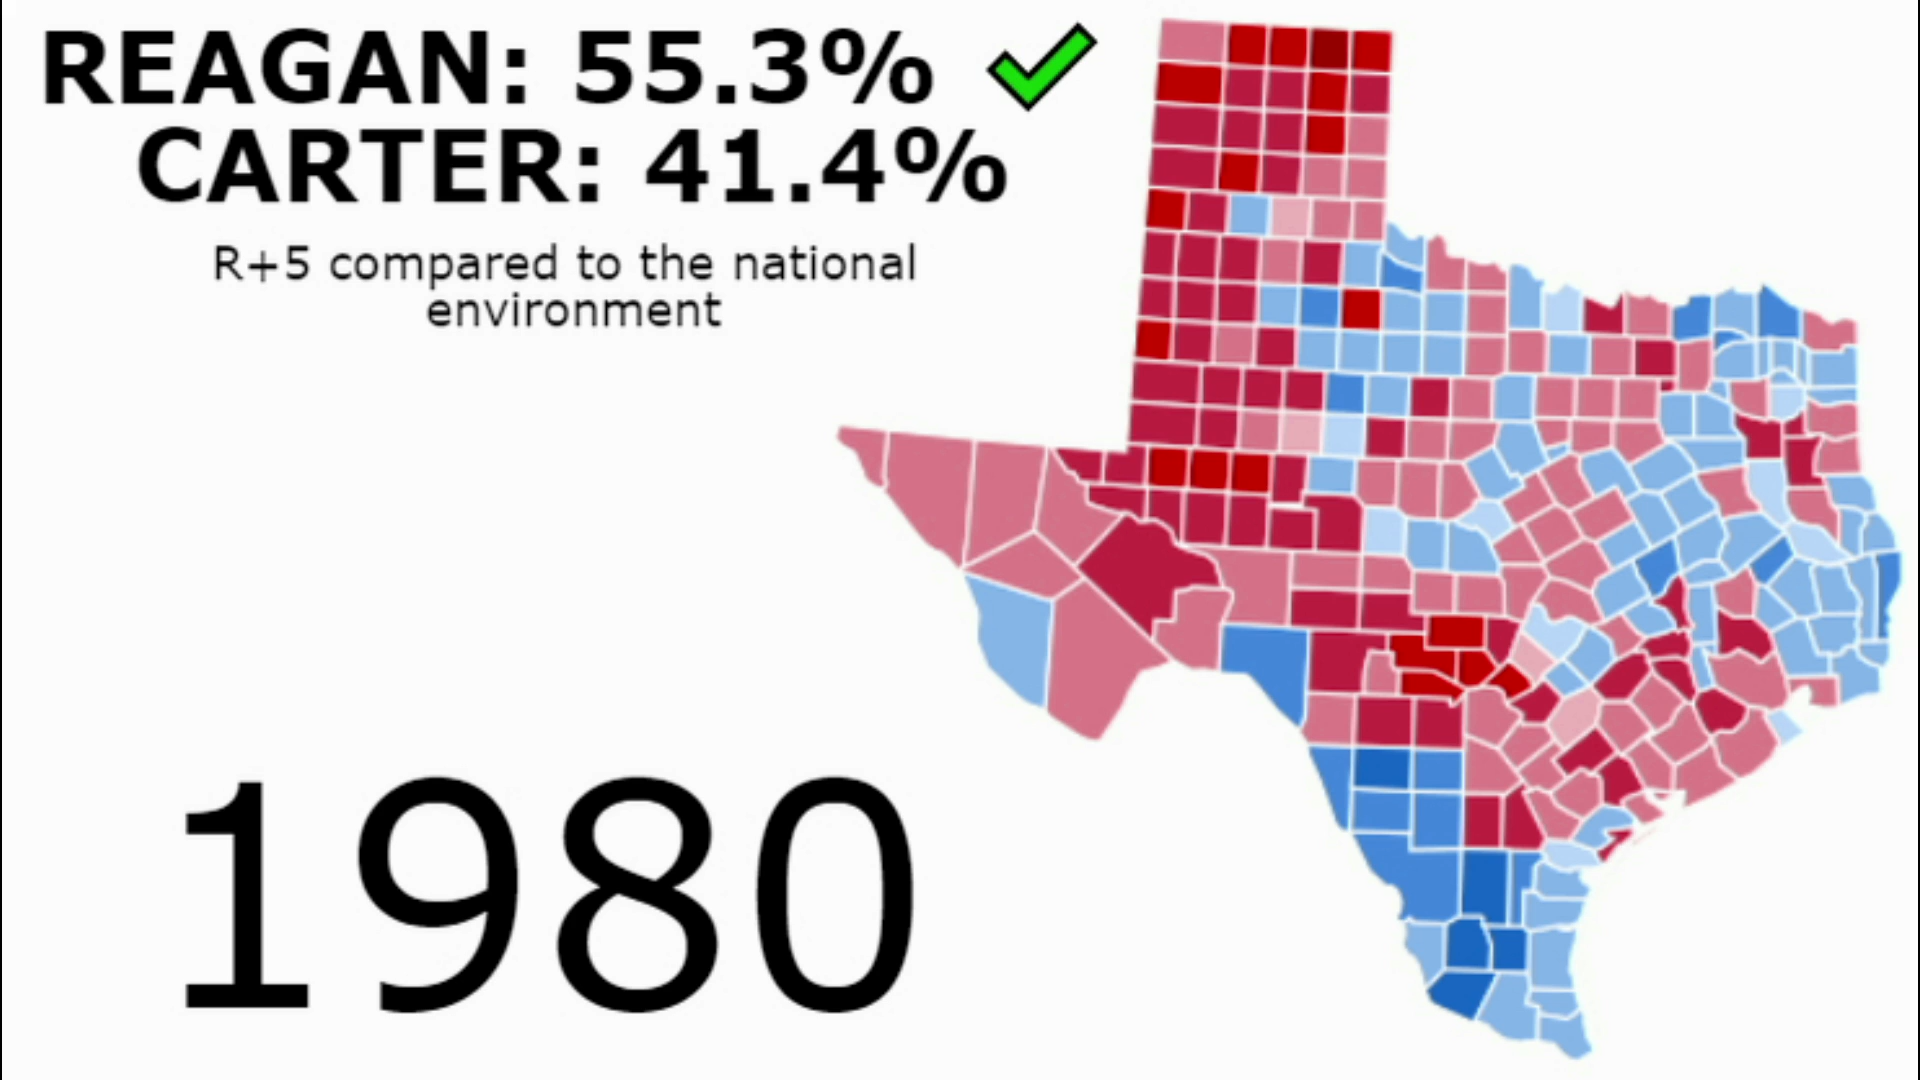 REAGAN: 55.3%
CARTER: 41.4%
R+5 compared to the national
environment
1980